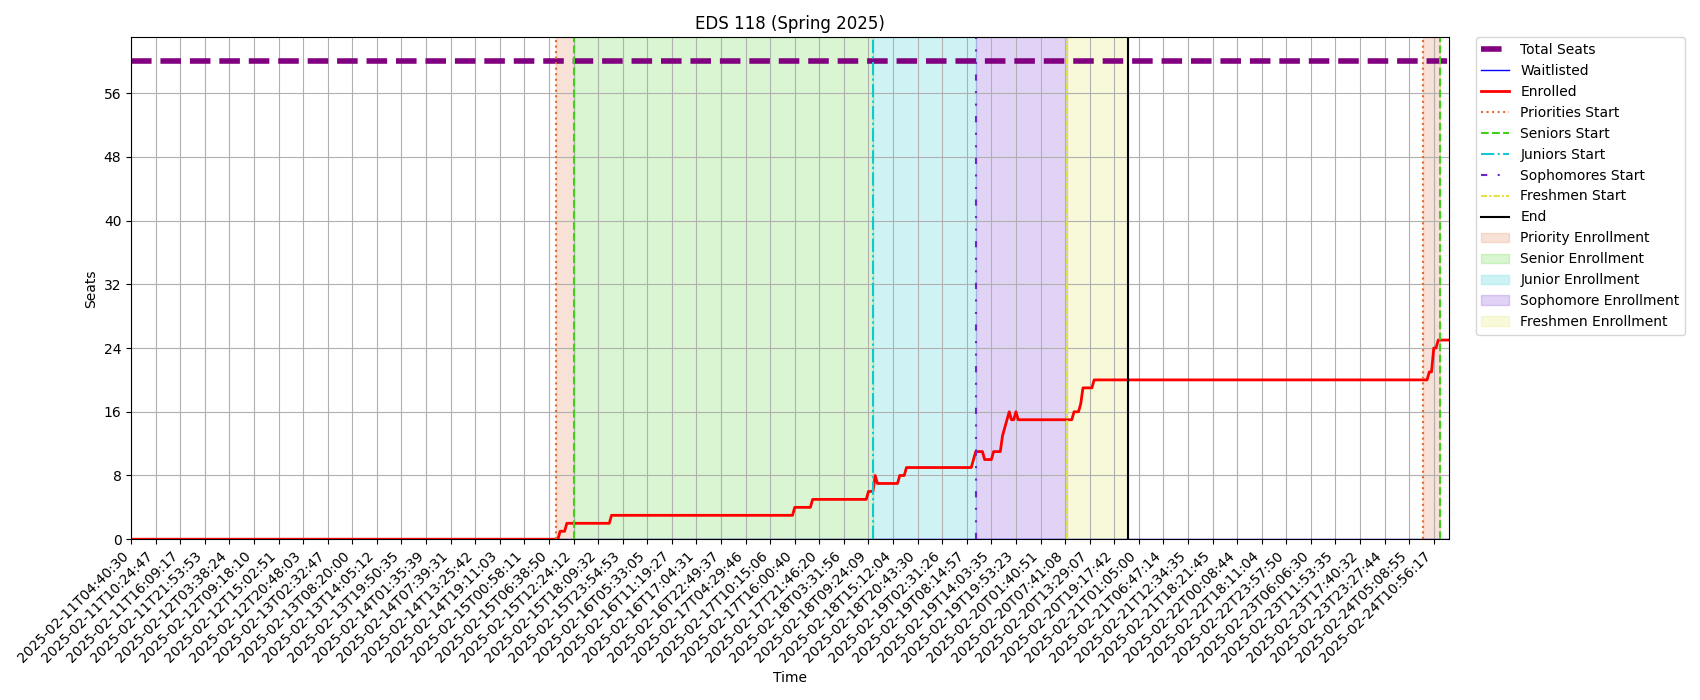 EDS 118 (Spring 2025)
Seats
56
48
40
32
24
16
8
0
2025-02-11T04:40:30
2025-02-11T10:24:47
2025-02-11T16:09:17
2025-02-11T21:53:53
2025-02-12T03:38:24
2025-02-12T09:18:10
2025-02-12T15:02:51
2025-02-12T20:48:03
2025-02-13T02:32:47
2025-02-13T08:20:00
2025-02-13T14:05:12
2025-02-13T19:50:35
2025-02-14T01:35:39
2025-02-14T07:39:31
2025-02-14T13:25:42
2025-02-14T19:11:03
2025-02-15T00:58:11
2025-02-15T06:38:50
2025-02-15T12:24:12
2025-02-15T18:09:32
2025-02-15T23:54:53
2025-02-16T05:33:05
2025-02-16T11:19:27
2025-02-16T17:04:31
2025-02-16T22:49:37
2025-02-17T04:29:46
2025-02-17T10:15:06
2025-02-17T16:00:40
2025-02-17T21:46:20
2025-02-18T03:31:56
2025-02-18T09:24:09
2025-02-18T15:12:04
2025-02-18T20:43:30
2025-02-19T02:31:26
2025-02-19T08:14:57
2025-02-19T14:03:35
2025-02-19T19:53:23
2025-02-20T01:40:51
2025-02-20T07:41:08
2025-02-20T13:29:07
2025-02-20T19:17:42
2025-02-21T01:05:00
2025-02-21T06:47:14
2025-02-21T12:34:35
2025-02-21T18:21:45
2025-02-22T00:08:44
2025-02-22T18:11:04
2025-02-22T23:57:50
2025-02-23T06:06:30
2025-02-23T11:53:35
2025-02-23T17:40:32
2025-02-23T23:27:44
2025-02-24T05:08:55
2025-02-24T10:56:17
Time
Total Seats
Waitlisted
Enrolled
Priorities Start
Seniors Start
Juniors Start
Sophomores Start
Freshmen Start
End
Priority Enrollment
Senior Enrollment
Junior Enrollment
Sophomore Enrollment
Freshmen Enrollment